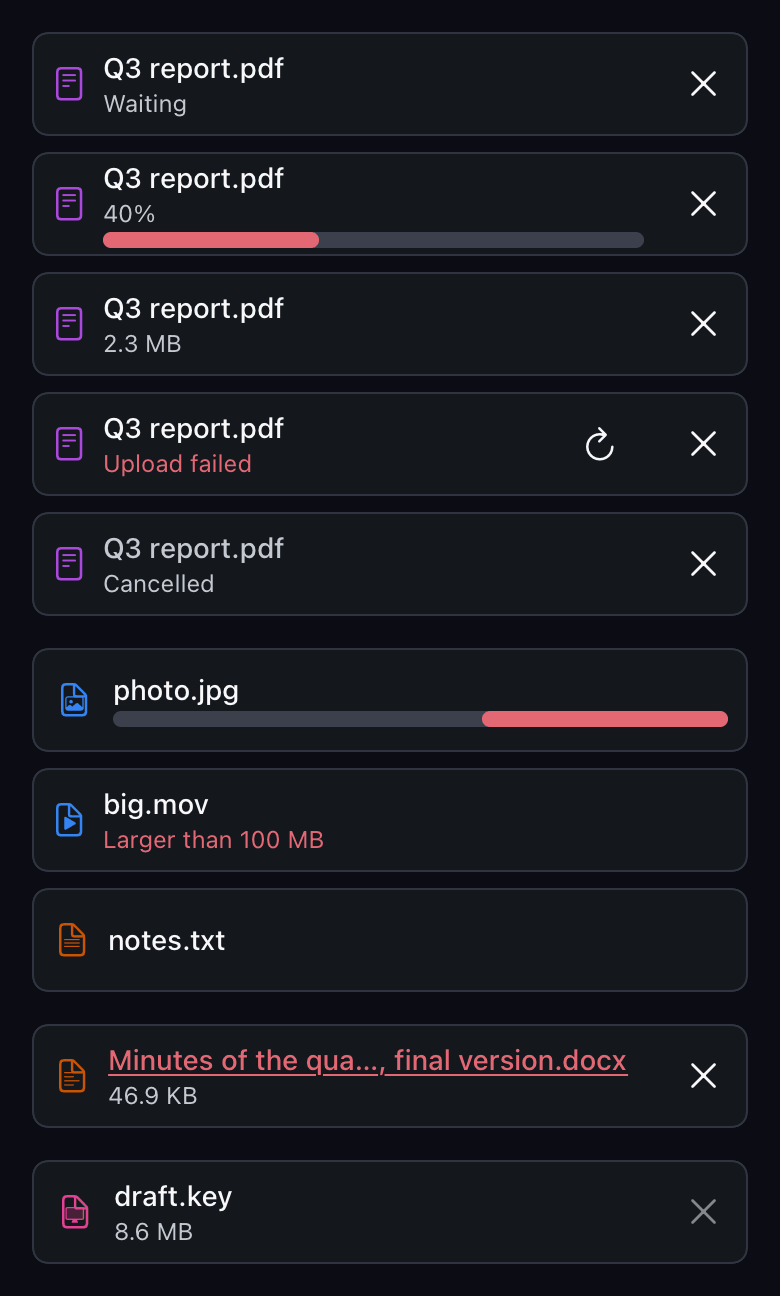 Q3 report.pdf
Waiting
Q3 report.pdf
40%
Q3 report.pdf
2.3 MB
Q3 report.pdf
Upload failed
Q3 report.pdf
Cancelled
photo.jpg
big.mov
Larger than 100 MB
notes.txt
Minutes of the qua..., final version.docx
46.9 KB
draft.key
8.6 MB